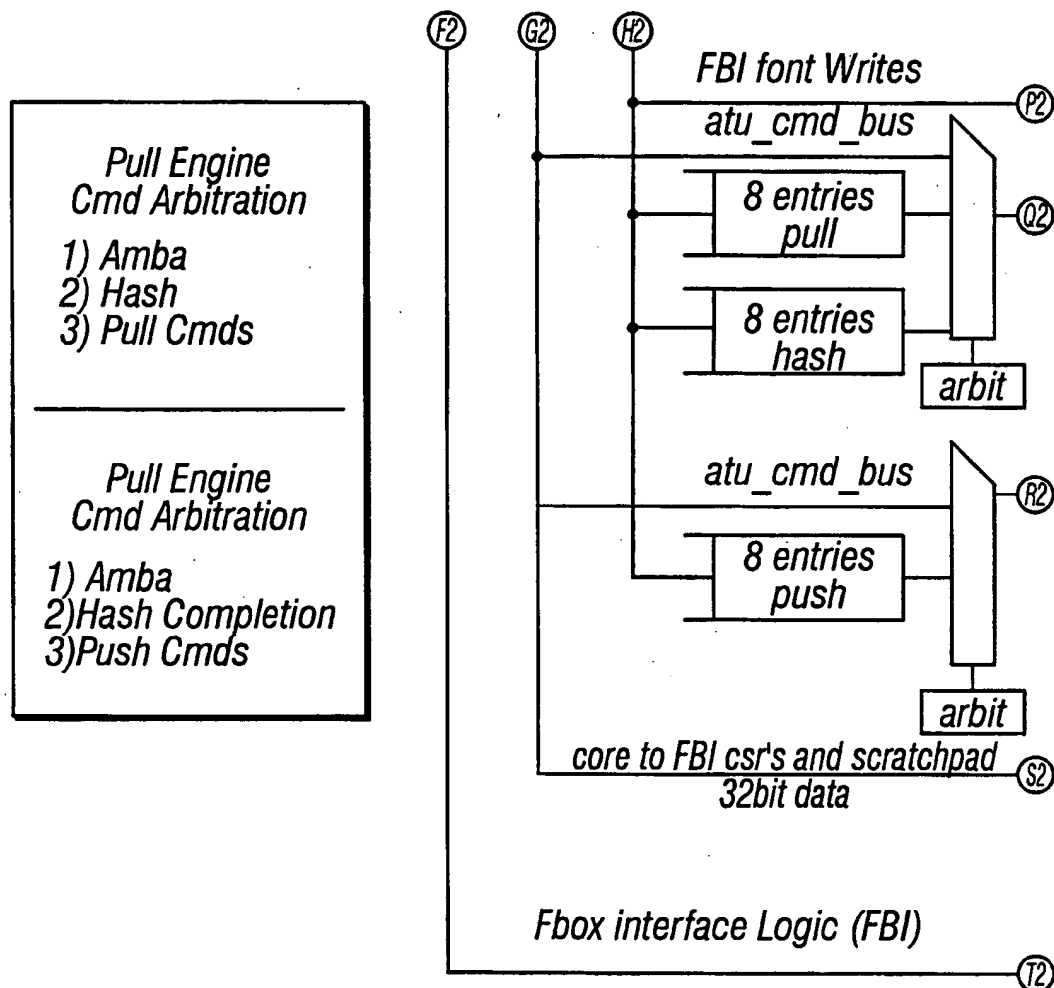 F2
G2
H2
FBI font Writes
P2
atu_cmd_bus
8 entries
pull
Q2
8 entries
hash
arbit
Pull Engine
Cmd Arbitration
1) Amba
2) Hash
3) Pull Cmds
Pull Engine
Cmd Arbitration
1) Amba
2)Hash Completion
3)Push Cmds
atu_cmd_bus
R2
8 entries
push
arbit
core to FBI csr's and scratchpad
32bit data
S2
Fbox interface Logic (FBI)
T2